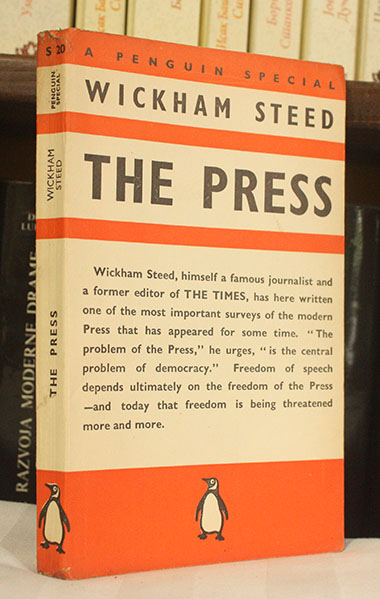 A PENGUIN SPECIAL
WICKHAM STEED
THE PRESS
Wickham Steed, himself a famous journalist and
a former editor of THE TIMES, has here written
one of the most important surveys of the modern
Press that has appeared for some time. "The
problem of the Press," he urges, "is the central
problem of democracy." Freedom of speech
depends ultimately on the freedom of the Press
—and today that freedom is being threatened
more and more.
S 20
PENGUIN
SPECIAL
WICKHAM
STEED
THE PRESS
RAZVOJA MODERNE DRAME
Исак Баб